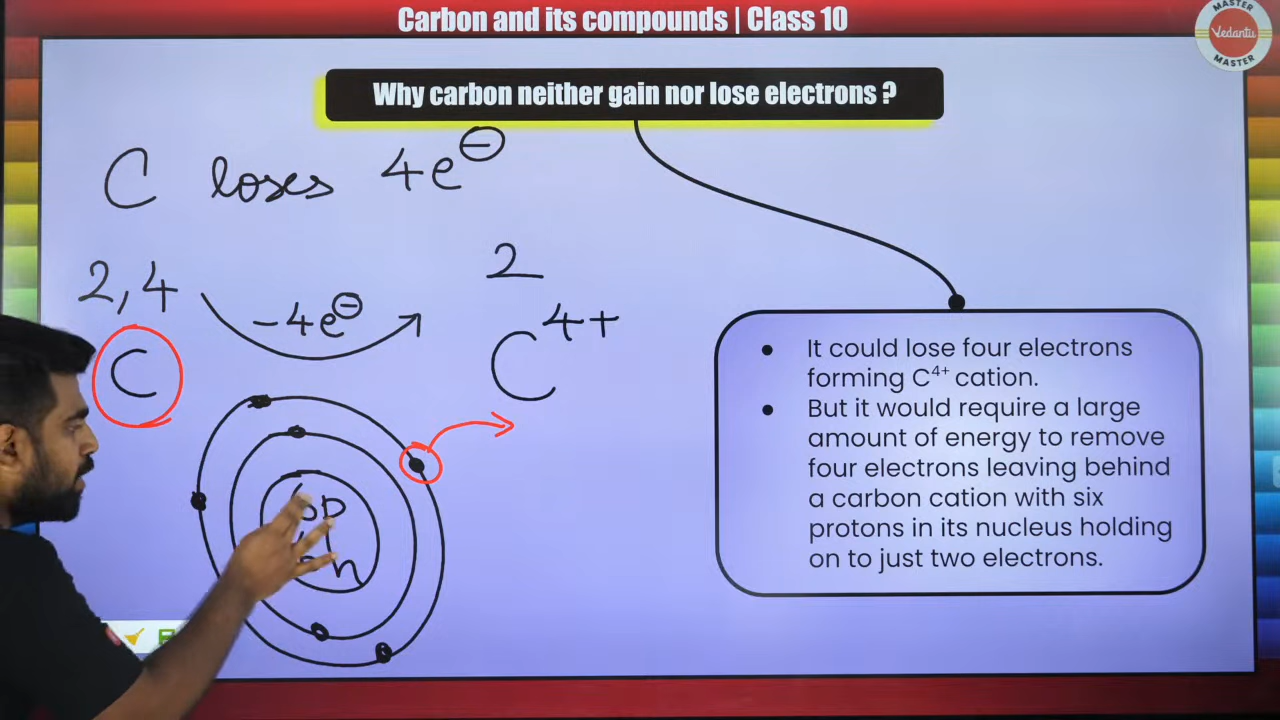 Carbon and its compounds | Class 10
MASTER
Vedantu
MASTER
Why carbon neither gain nor lose electrons ?
C loses 4e⊖
2,4
-4e⊖
2
C
C4+
• It could lose four electrons
forming C4+ cation.
• But it would require a large
amount of energy to remove
four electrons leaving behind
a carbon cation with six
protons in its nucleus holding
on to just two electrons.
6p
n